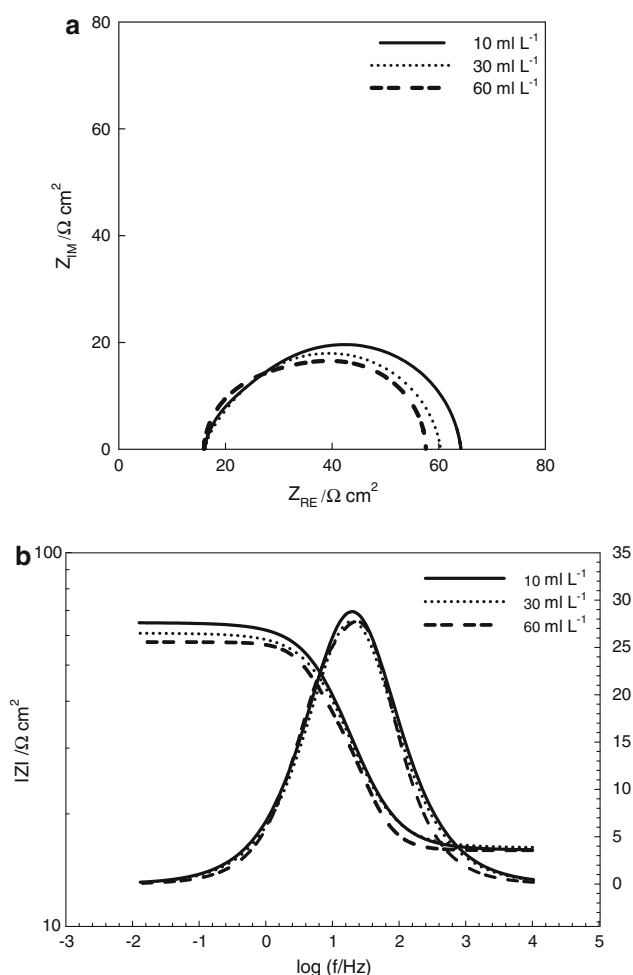 a
80
60
40
20
0
Z_IM /Ω cm²
10 ml L⁻¹
30 ml L⁻¹
60 ml L⁻¹
0 20 40 60 80
Z_RE /Ω cm²
b
100
10
|Z| /Ω cm²
10 ml L⁻¹
30 ml L⁻¹
60 ml L⁻¹
35
30
25
20
15
10
5
0
-3 -2 -1 0 1 2 3 4 5
log (f/Hz)